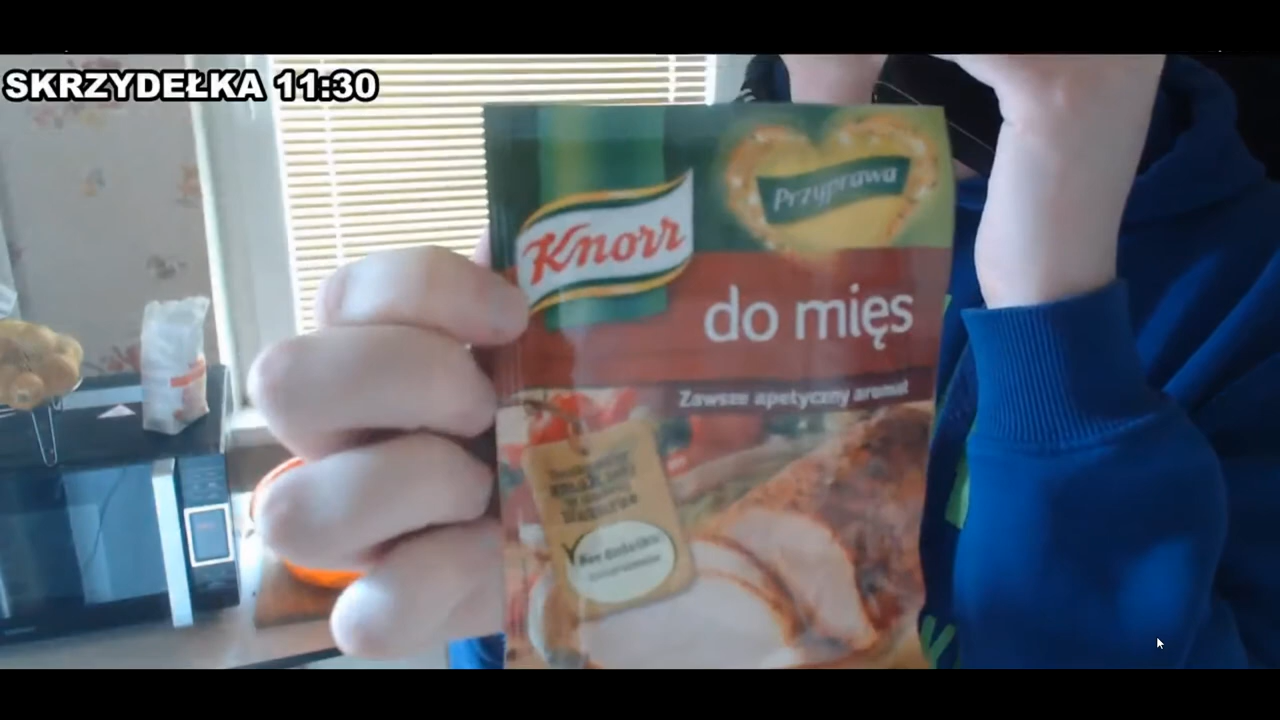 SKRZYDEŁKA 11:30
Przyprawa
Knorr
do mięs
Zawsze apetyczny aromat
Bez dodatku